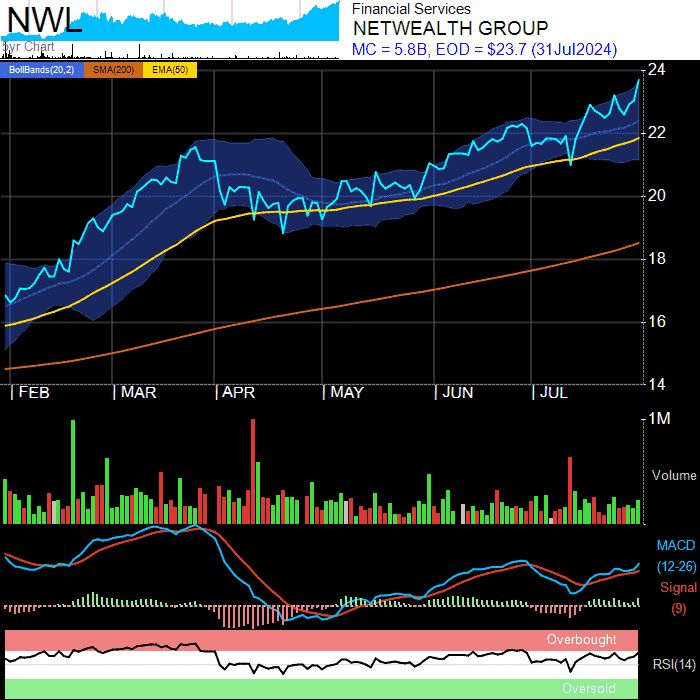 NWL
5yr Chart
Financial Services
NETWEALTH GROUP
MC = 5.8B, EOD = $23.7 (31Jul2024)
BollBands(20,2) SMA(200) EMA(50)
24
22
20
18
16
14
FEB MAR APR MAY JUN JUL
1M
Volume
MACD
(12-26)
Signal
(9)
Overbought
RSI(14)
Oversold